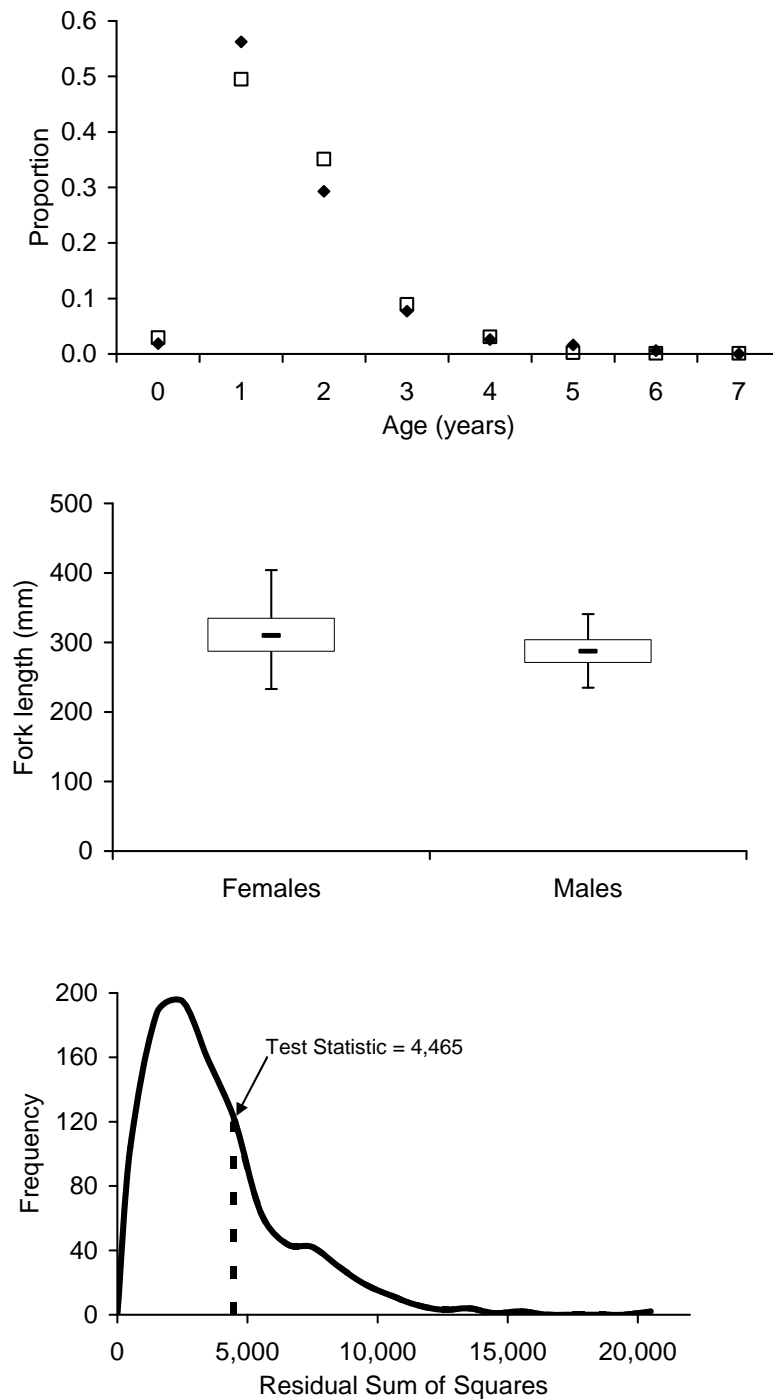 0.6
0.5
0.4
0.3
0.2
0.1
0.0
Proportion
0 1 2 3 4 5 6 7
Age (years)
500
400
300
200
100
0
Fork length (mm)
Females Males
200
160
120
80
40
0
Frequency
Test Statistic = 4,465
0 5,000 10,000 15,000 20,000
Residual Sum of Squares